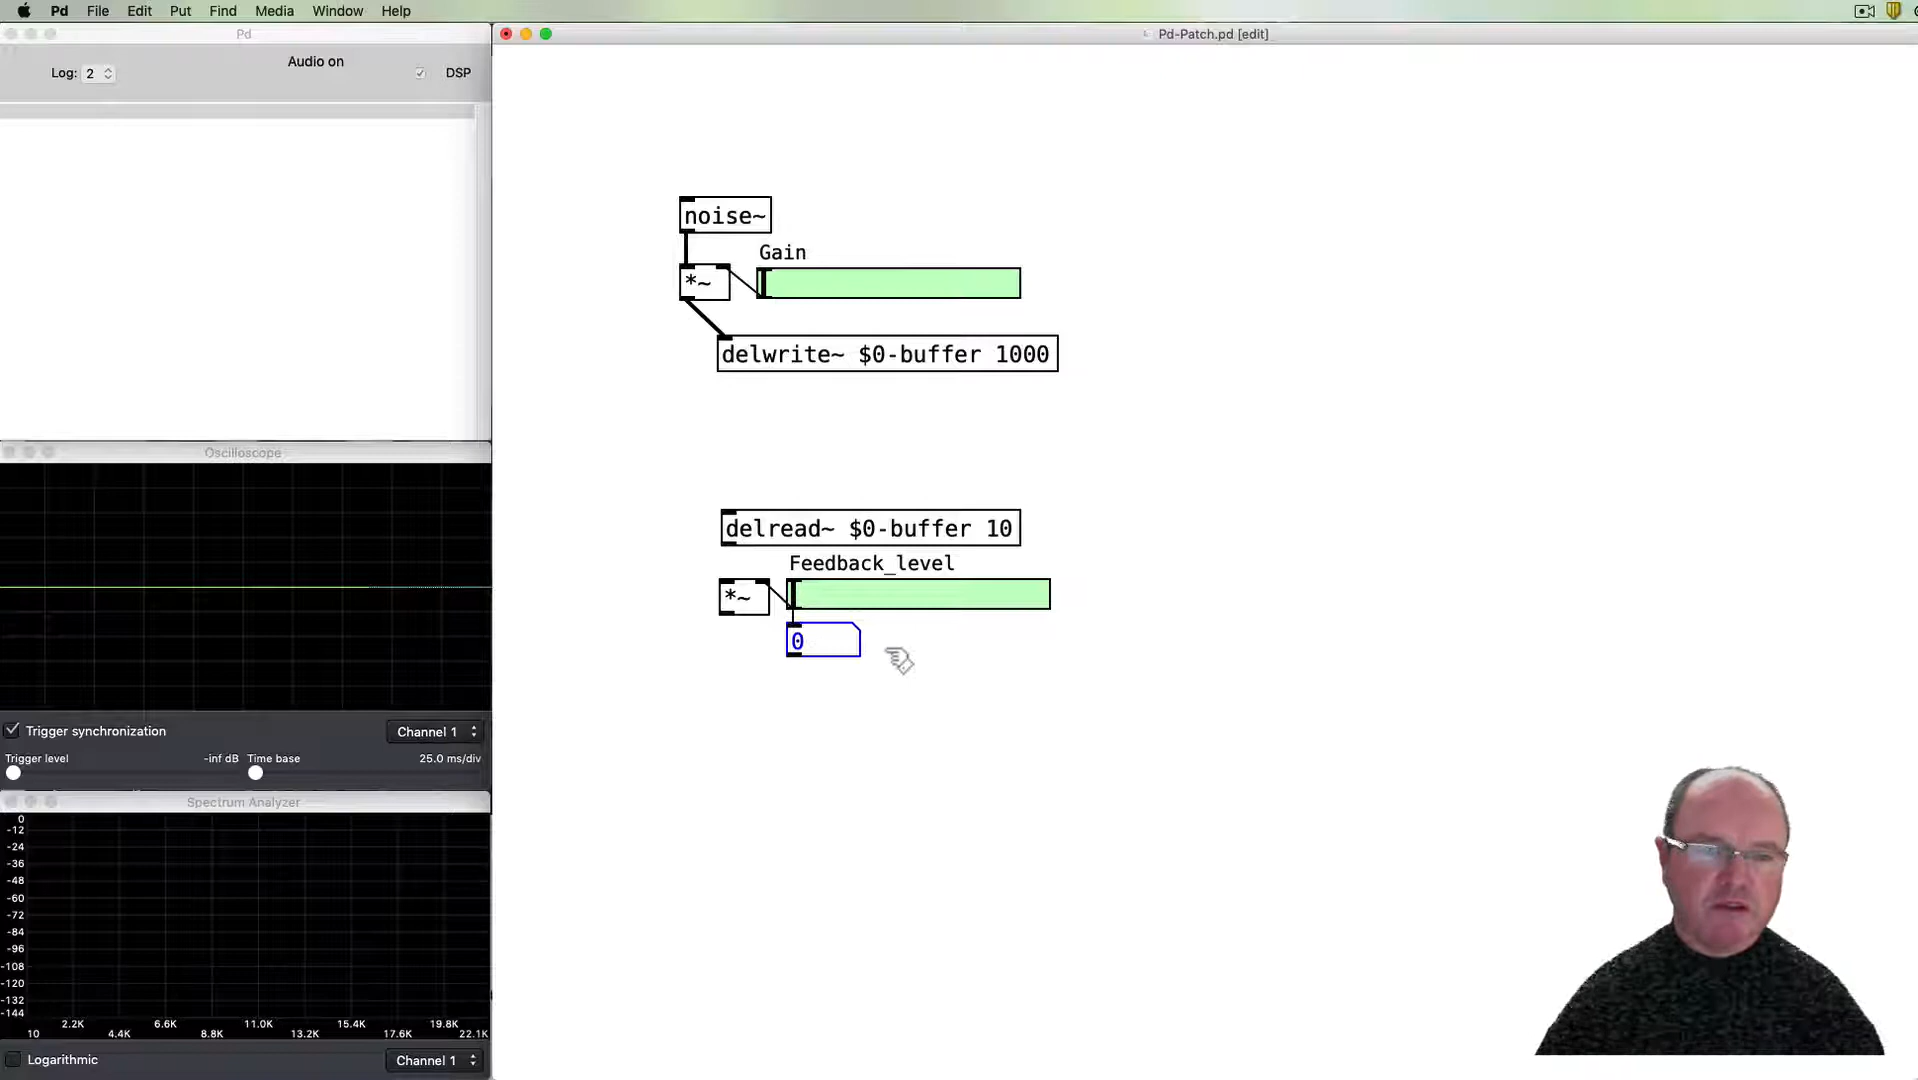 Pd File Edit Put Find Media Window Help
Pd
Pd-Patch.pd [edit]
Audio on
Log: 2
DSP
noise~
Gain
*~
delwrite~ $0-buffer 1000
Oscilloscope
delread~ $0-buffer 10
Feedback_level
*~
0
Trigger synchronization
Channel 1
Trigger level
-inf dB
Time base
25.0 ms/div
Spectrum Analyzer
0
-12
-24
-36
-48
-60
-72
-84
-96
-108
-120
-132
-144
2.2K 6.6K 11.0K 15.4K 19.8K
10 4.4K 8.8K 13.2K 17.6K 22.1K
Logarithmic
Channel 1